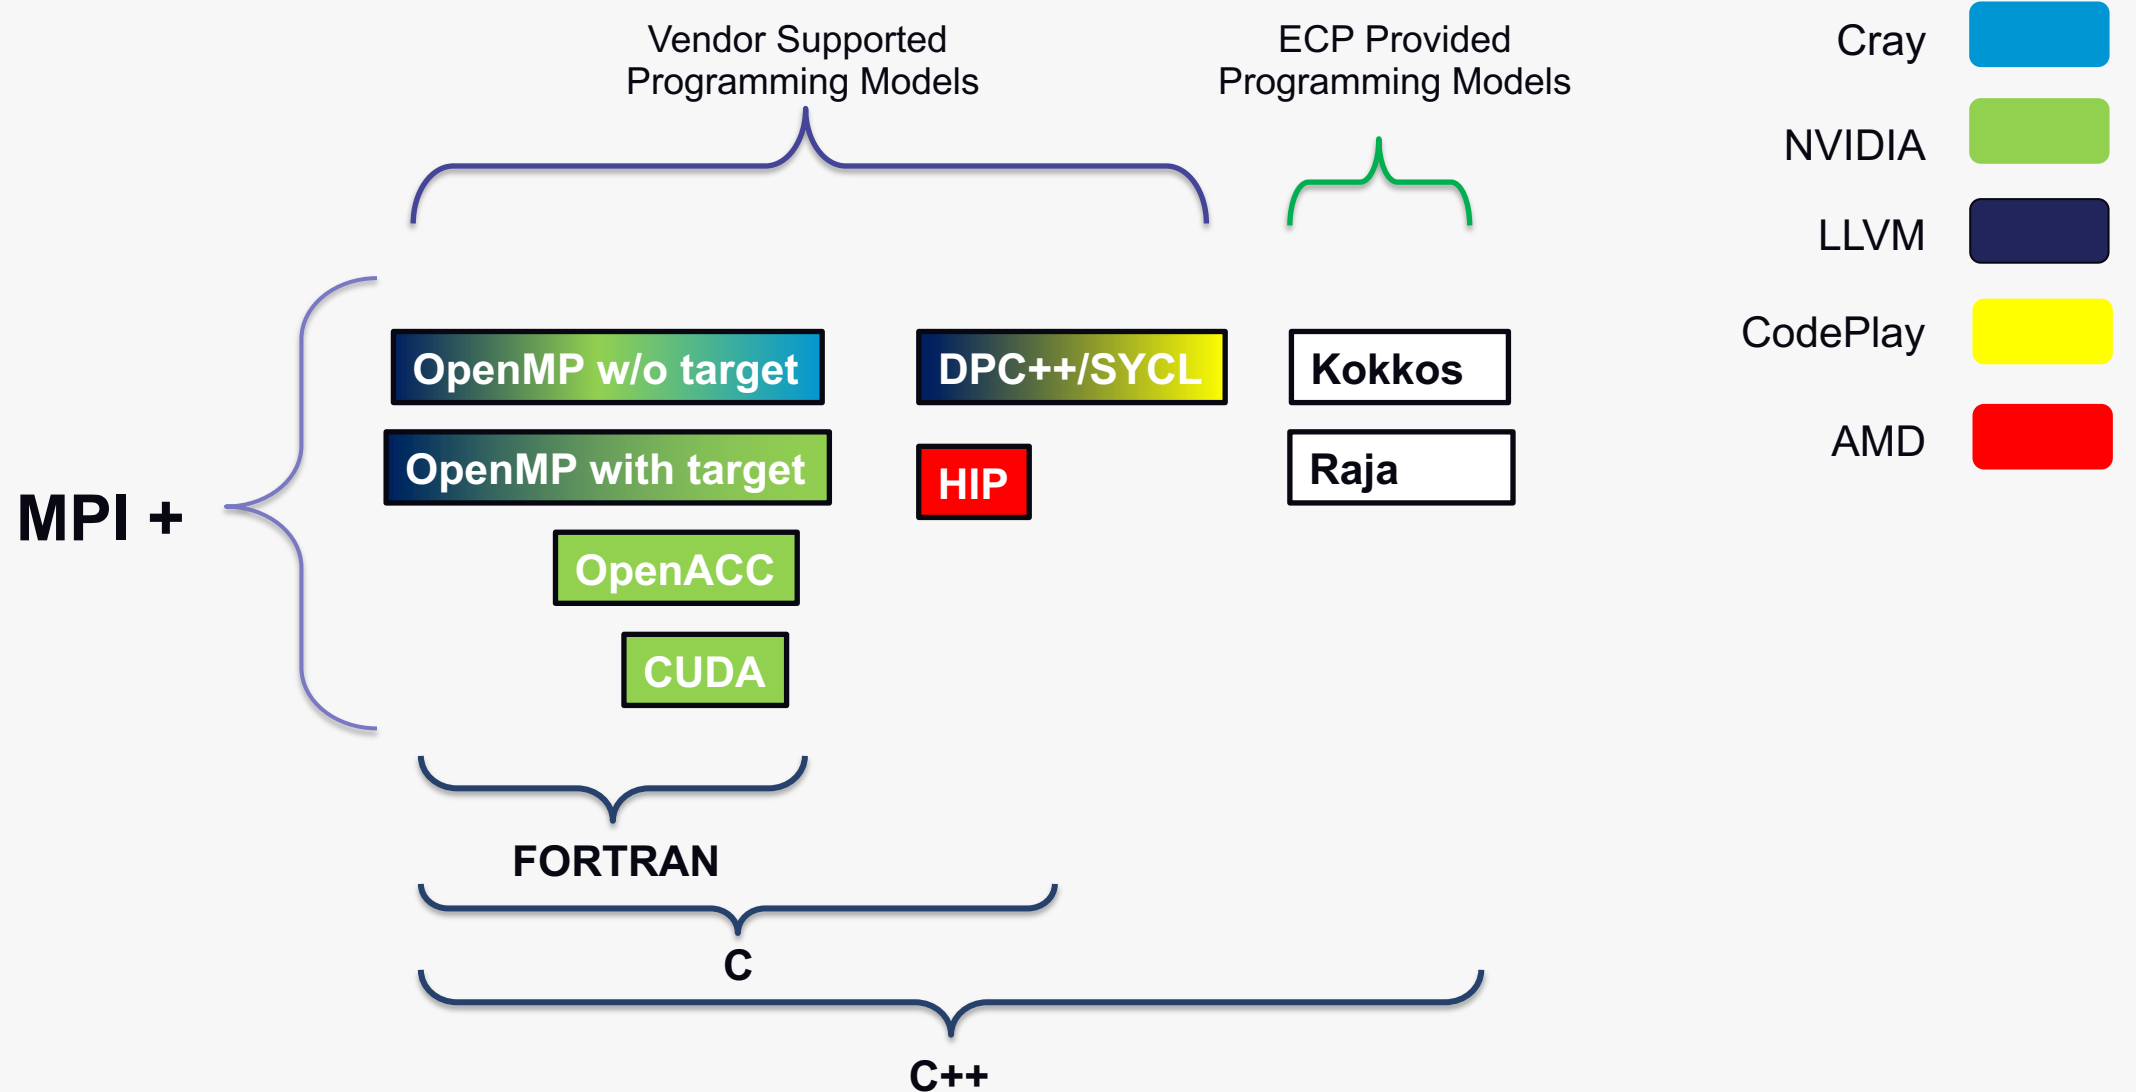 Vendor Supported
Programming Models
ECP Provided
Programming Models
Cray
NVIDIA
LLVM
CodePlay
AMD
MPI +
OpenMP w/o target
DPC++/SYCL
Kokkos
OpenMP with target
HIP
Raja
OpenACC
CUDA
FORTRAN
C
C++